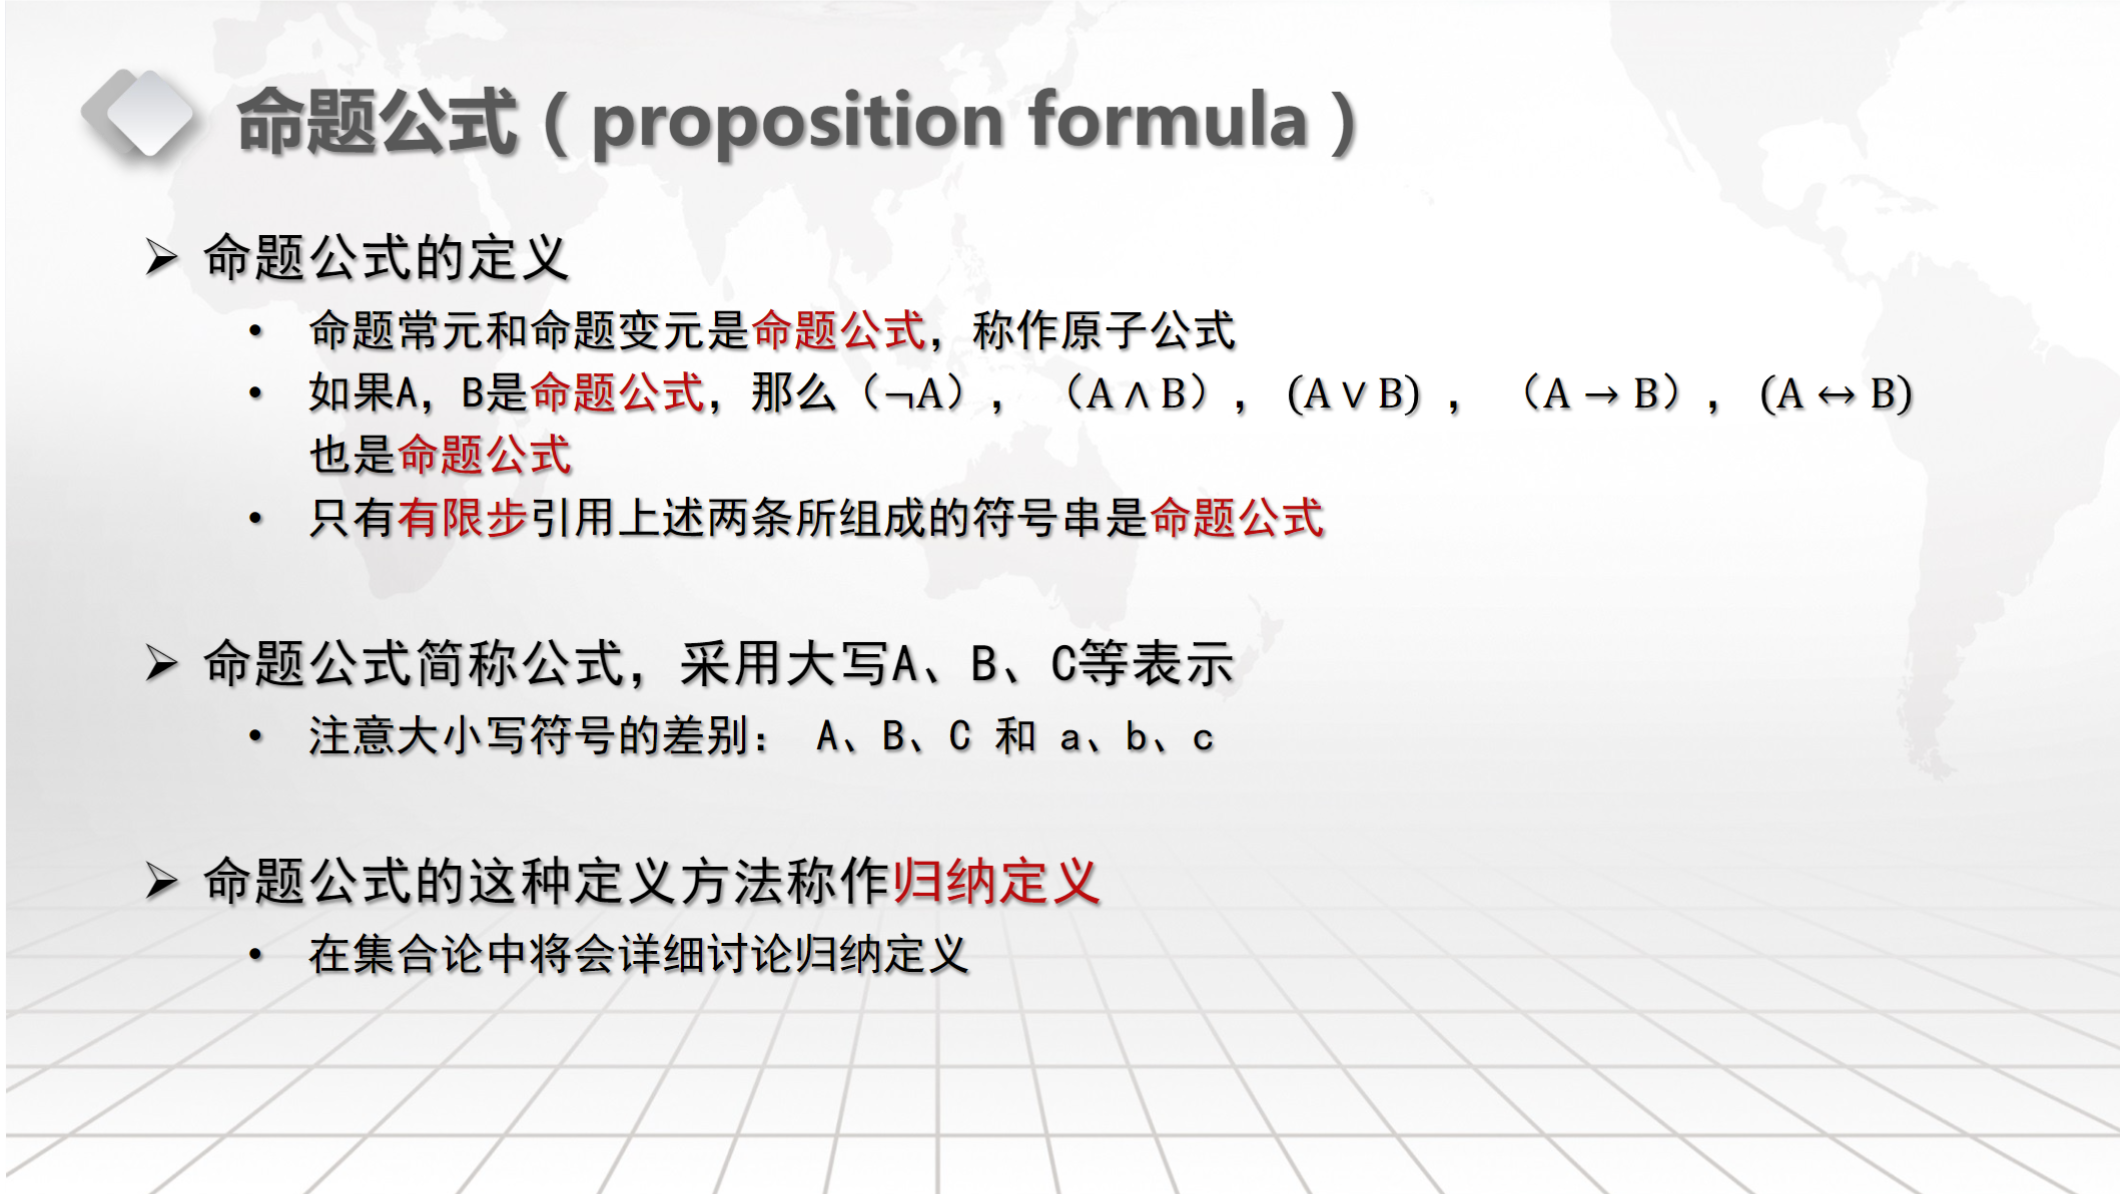 命题公式（proposition formula）
➢ 命题公式的定义
• 命题常元和命题变元是命题公式，称作原子公式
• 如果A，B是命题公式，那么（¬A）， （A∧B）， (A∨B) ， （A→B）， (A↔B)
也是命题公式
• 只有有限步引用上述两条所组成的符号串是命题公式
➢ 命题公式简称公式，采用大写A、B、C等表示
• 注意大小写符号的差别： A、B、C 和 a、b、c
➢ 命题公式的这种定义方法称作归纳定义
• 在集合论中将会详细讨论归纳定义